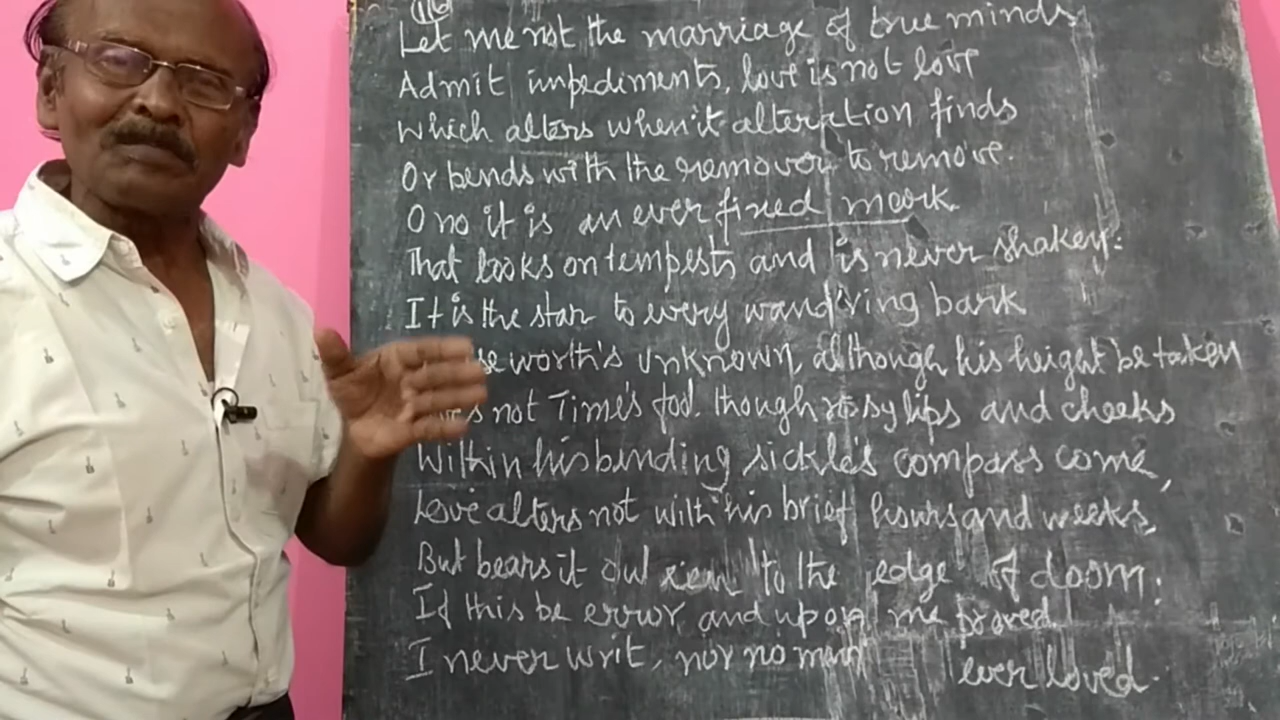 116
Let me not the marriage of true minds
Admit impediments, love is not love
which alters when it alteration finds
Or bends with the remover to remove.
O no it is an ever fixed mark.
That looks on tempests and is never shaken:
It is the star to every wand'ring bark
se worth's unknown, although his height be taken
not Time's fool. though rosy lips and cheeks
Within his bending sickle's compass come,
Love alters not with his brief hours and weeks,
But bears it out even to the edge of doom:
If this be error, and upon me proved.
I never writ, nor no man ever loved.